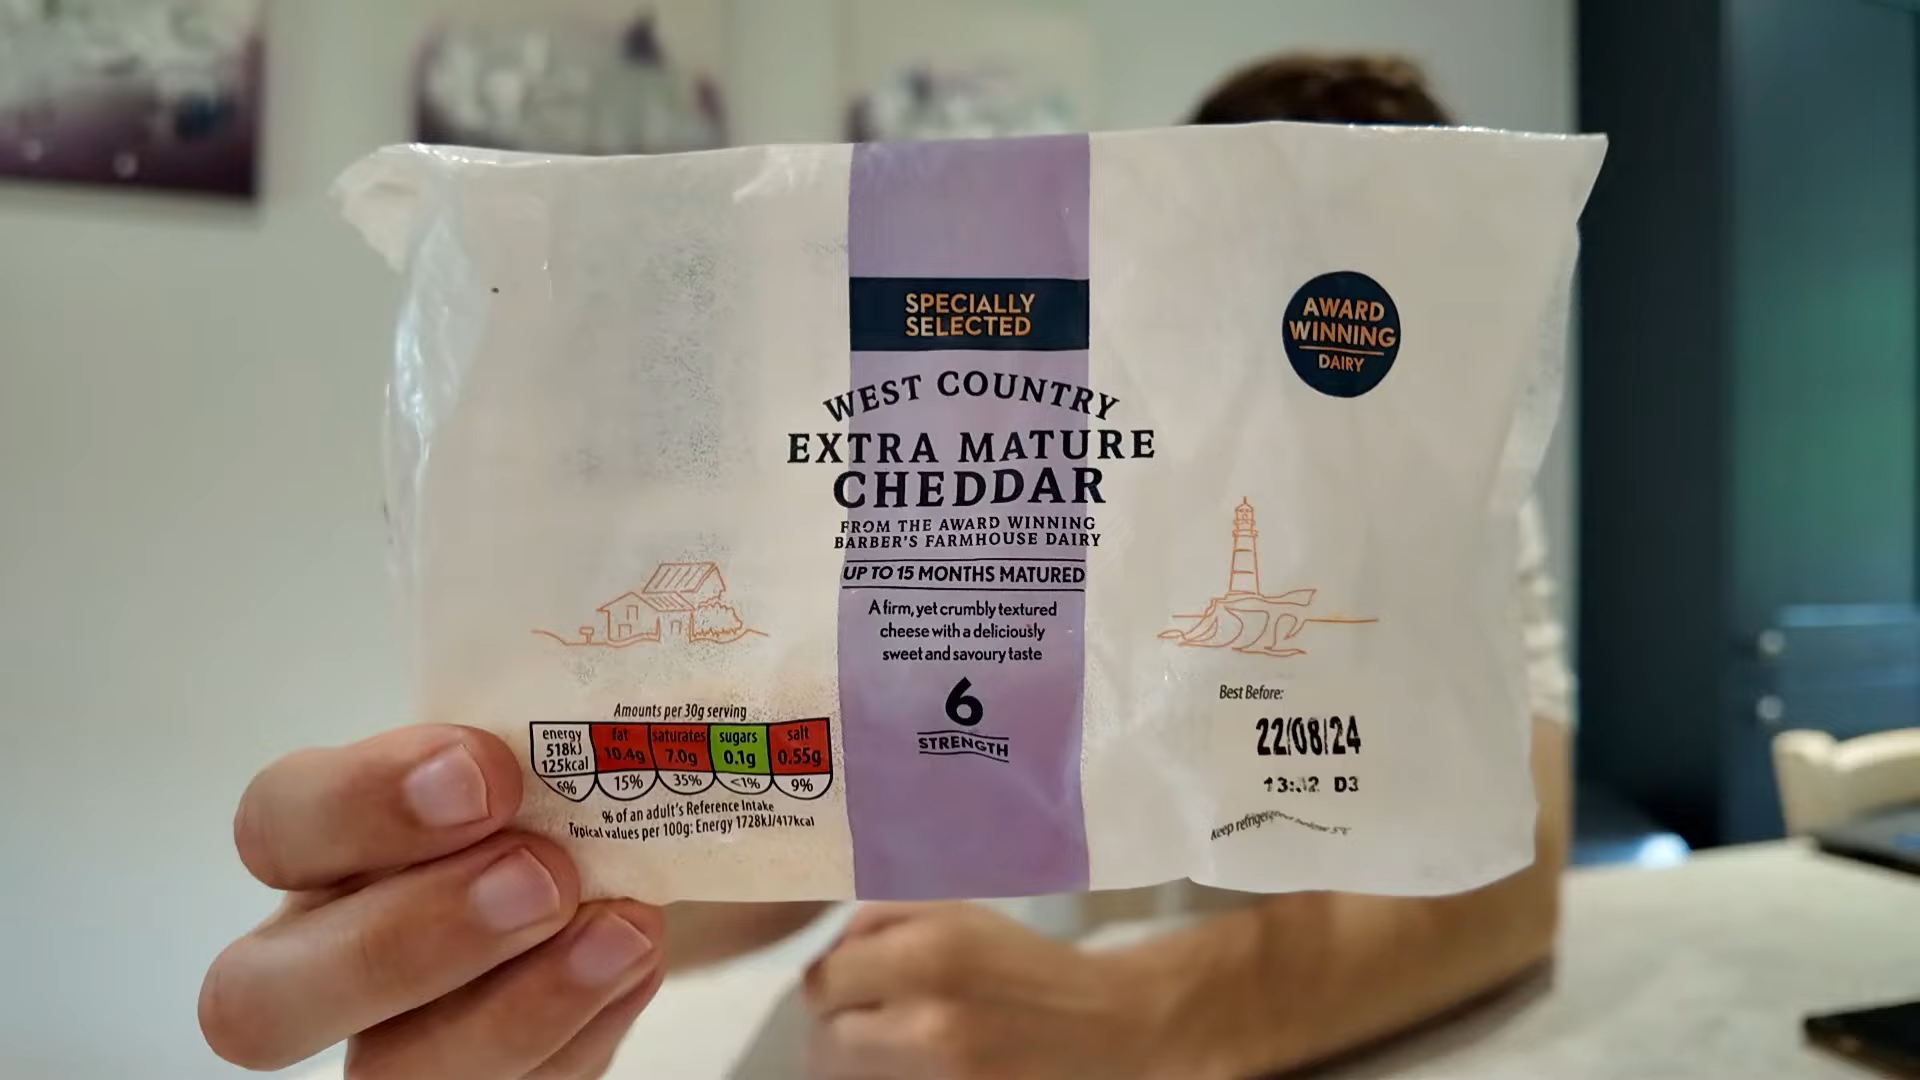 SPECIALLY
SELECTED
AWARD
WINNING
DAIRY
WEST COUNTRY
EXTRA MATURE
CHEDDAR
FROM THE AWARD WINNING
BARBER'S FARMHOUSE DAIRY
UP TO 15 MONTHS MATURED
A firm, yet crumbly textured
cheese with a deliciously
sweet and savoury taste
6
STRENGTH
Amounts per 30g serving
energy 518kJ 125kcal 6%
fat 10.4g 15%
saturates 7.0g 35%
sugars 0.1g <1%
salt 0.55g 9%
% of an adult's Reference Intake
Typical values per 100g: Energy 1728kJ/417kcal
Best Before:
22/08/24
D3
Keep 5°C